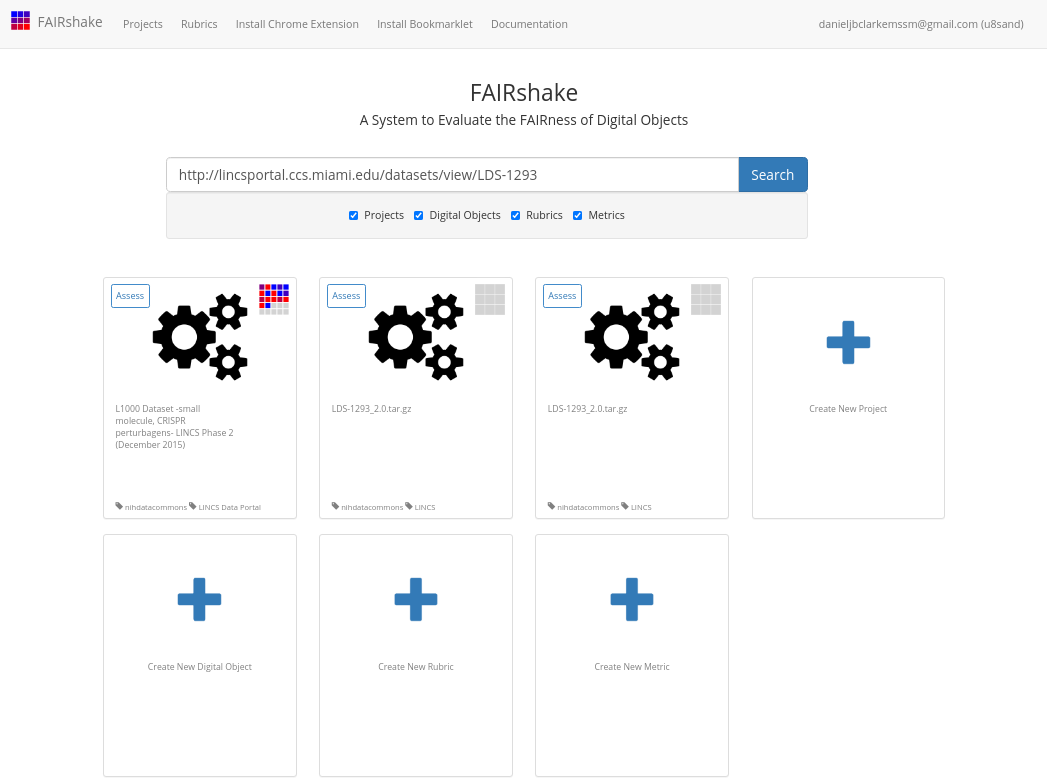 FAIRshake Projects Rubrics Install Chrome Extension Install Bookmarklet Documentation danieljbclarkemssm@gmail.com (u8sand)
FAIRshake
A System to Evaluate the FAIRness of Digital Objects
http://lincsportal.ccs.miami.edu/datasets/view/LDS-1293 Search
Projects Digital Objects Rubrics Metrics
Assess
L1000 Dataset -small
molecule, CRISPR
perturbagens- LINCS Phase 2
(December 2015)
nihdatacommons LINCS Data Portal
Assess
LDS-1293_2.0.tar.gz
nihdatacommons LINCS
Assess
LDS-1293_2.0.tar.gz
nihdatacommons LINCS
Create New Project
Create New Digital Object
Create New Rubric
Create New Metric